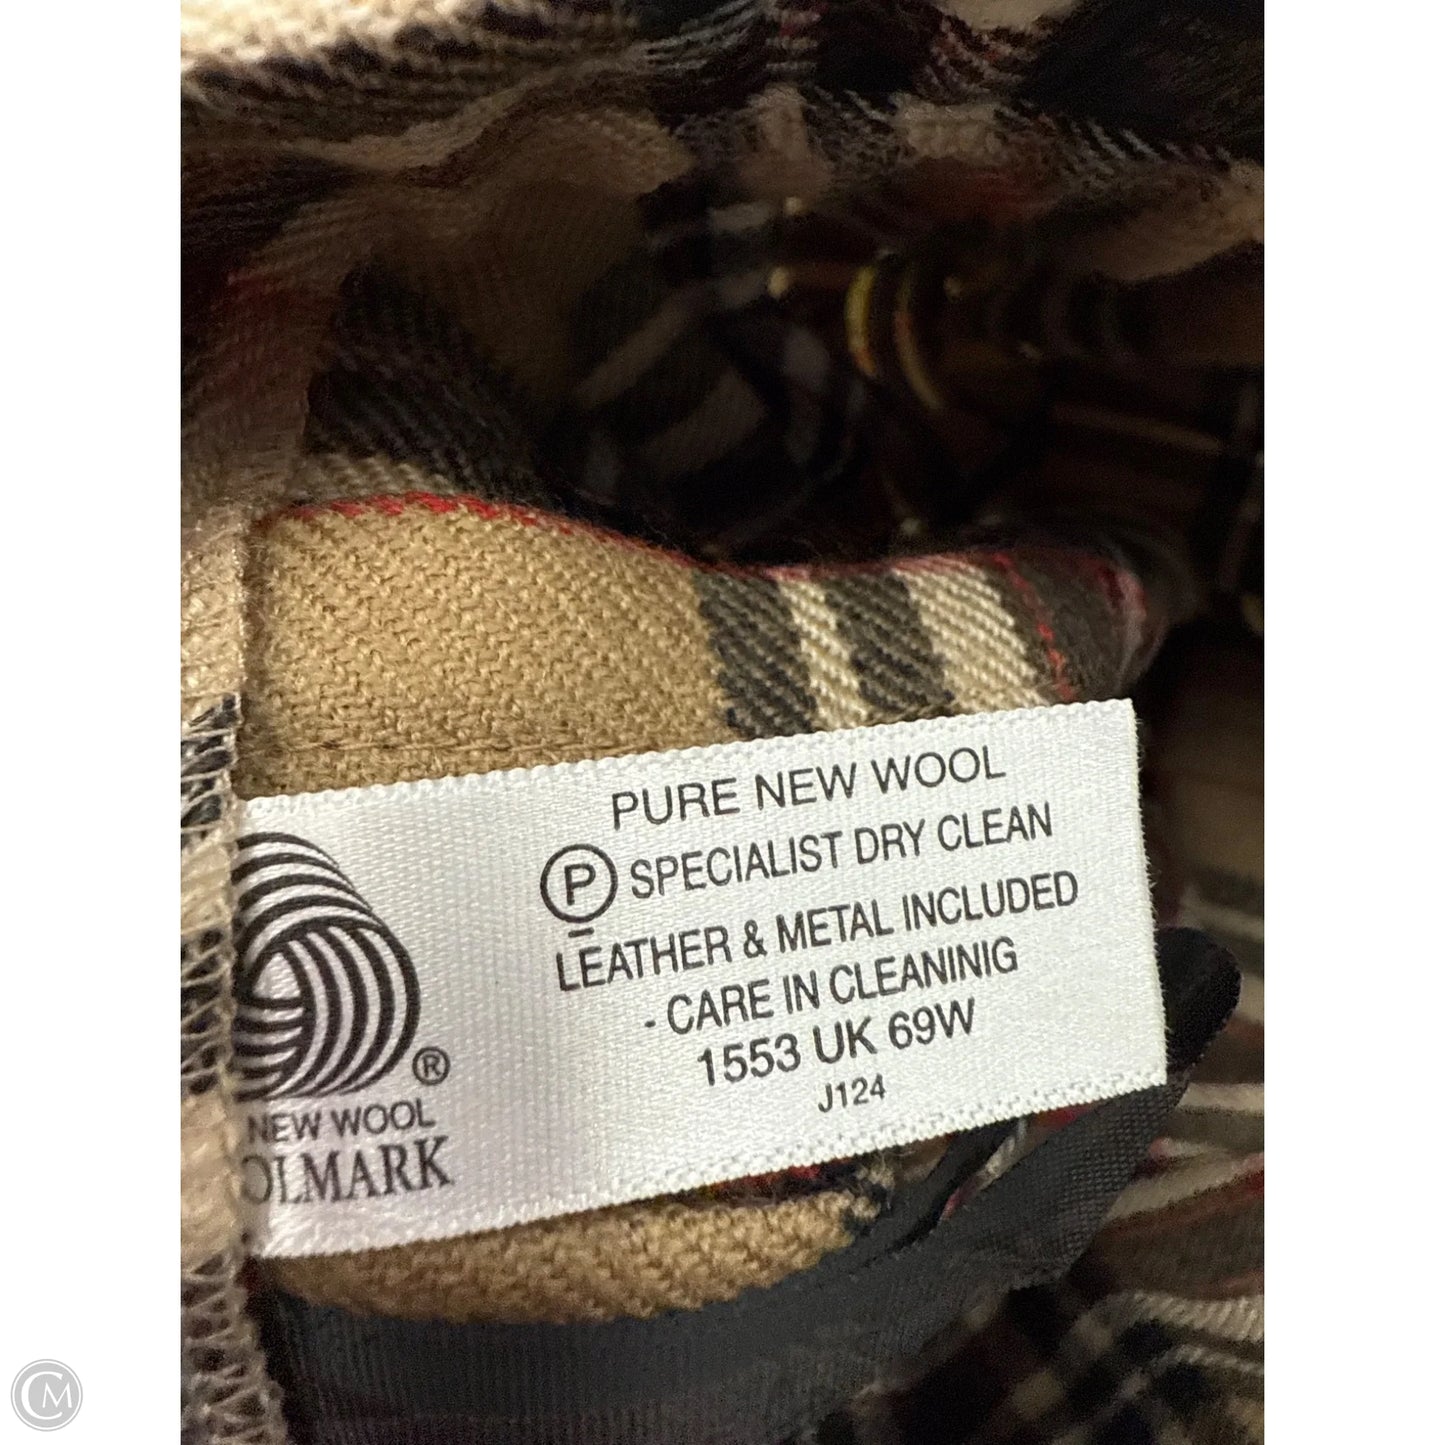 PURE NEW WOOL
P SPECIALIST DRY CLEAN
LEATHER & METAL INCLUDED
- CARE IN CLEANINIG
1553 UK 69W
J124
®
NEW WOOL
OLMARK
CM